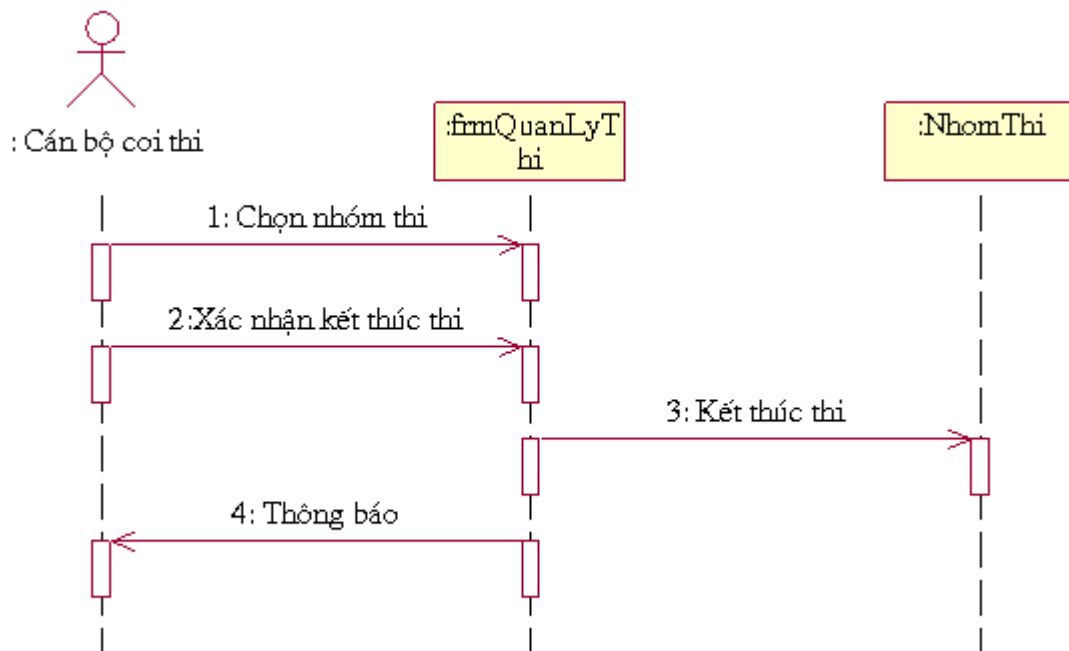 : Cán bộ coi thi
:frmQuanLyT
hi
:NhomThi
1: Chọn nhóm thi
2:Xác nhận kết thúc thi
3: Kết thúc thi
4: Thông báo